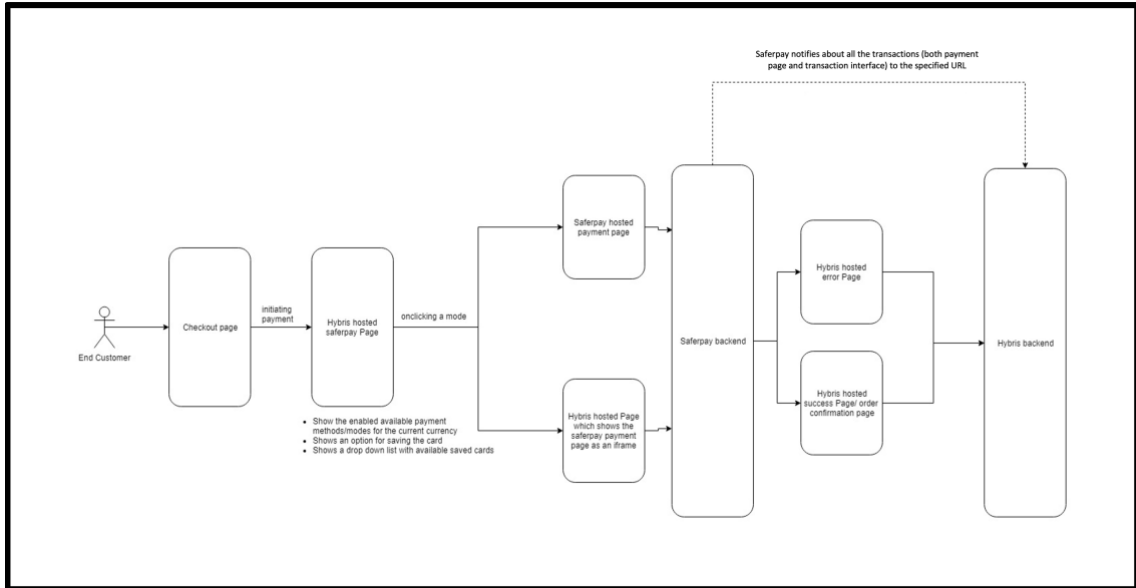 Saferpay notifies about all the transactions (both payment
page and transaction interface) to the specified URL
End Customer
Checkout page
initiating
payment
Hybris hosted
saferpay Page
• Show the enabled available payment
methods/modes for the current currency
• Shows an option for saving the card
• Shows a drop down list with available saved cards
onclicking a mode
Saferpay hosted
payment page
Hybris hosted Page
which shows the
saferpay payment
page as an iframe
Saferpay backend
Hybris hosted
error Page
Hybris hosted
success Page/ order
confirmation page
Hybris backend